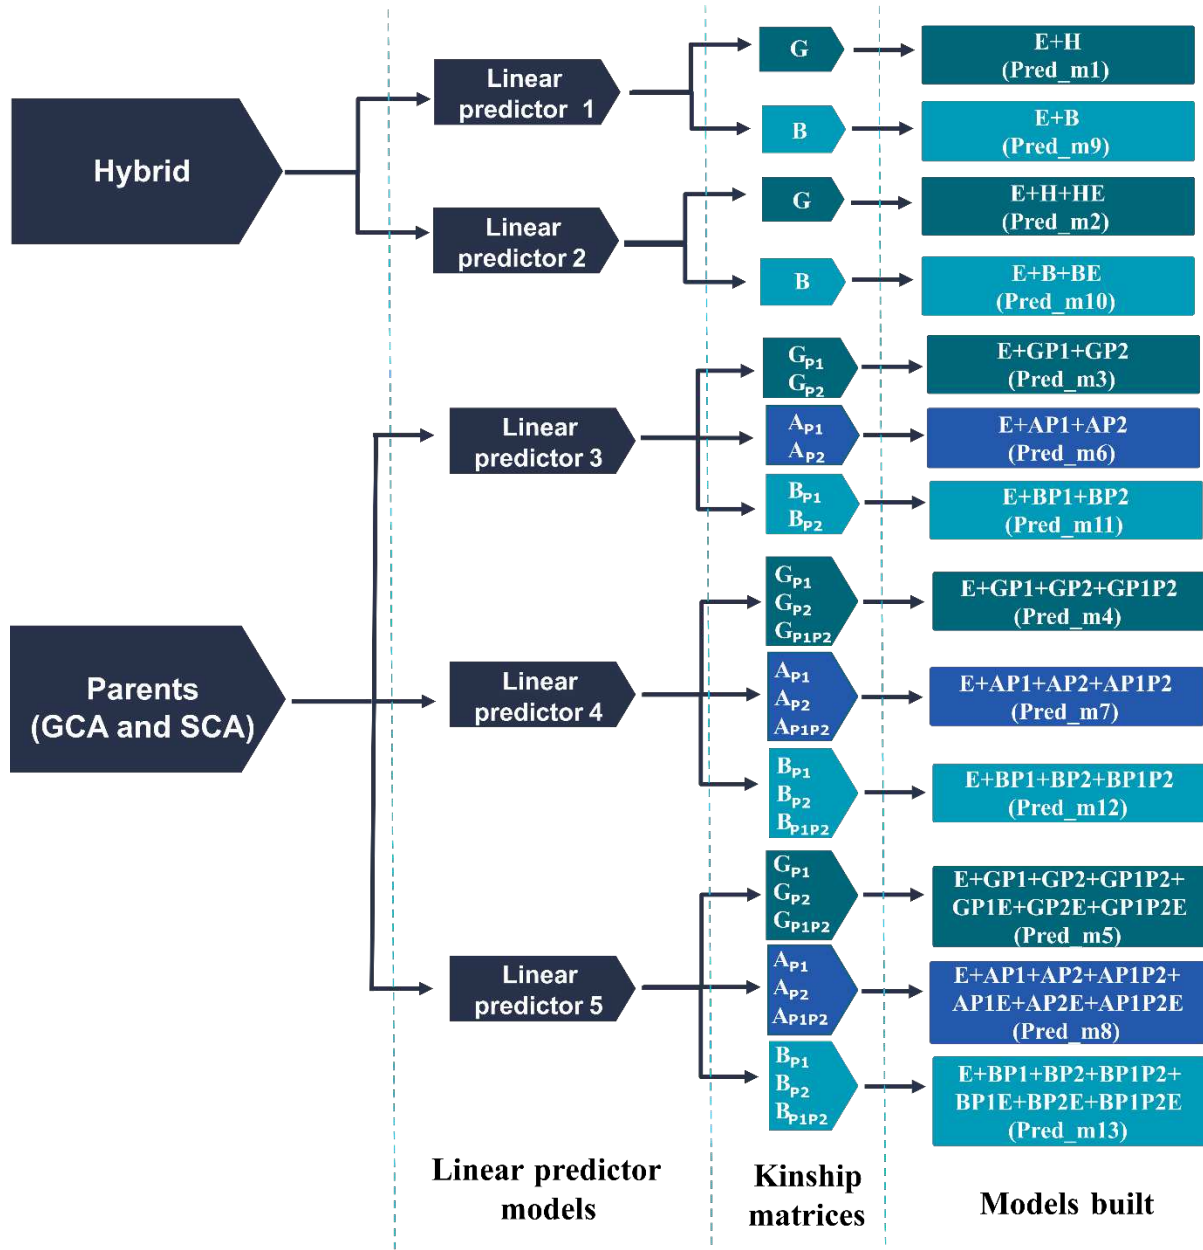 Hybrid
Linear
predictor 1
G
E+H
(Pred_m1)
B
E+B
(Pred_m9)
Linear
predictor 2
G
E+H+HE
(Pred_m2)
B
E+B+BE
(Pred_m10)
Parents
(GCA and SCA)
Linear
predictor 3
GP1
GP2
E+GP1+GP2
(Pred_m3)
AP1
AP2
E+AP1+AP2
(Pred_m6)
BP1
BP2
E+BP1+BP2
(Pred_m11)
Linear
predictor 4
GP1
GP2
GP1P2
E+GP1+GP2+GP1P2
(Pred_m4)
AP1
AP2
AP1P2
E+AP1+AP2+AP1P2
(Pred_m7)
BP1
BP2
BP1P2
E+BP1+BP2+BP1P2
(Pred_m12)
Linear
predictor 5
GP1
GP2
GP1P2
E+GP1+GP2+GP1P2+
GP1E+GP2E+GP1P2E
(Pred_m5)
AP1
AP2
AP1P2
E+AP1+AP2+AP1P2+
AP1E+AP2E+AP1P2E
(Pred_m8)
BP1
BP2
BP1P2
E+BP1+BP2+BP1P2+
BP1E+BP2E+BP1P2E
(Pred_m13)
Linear predictor
models
Kinship
matrices
Models built